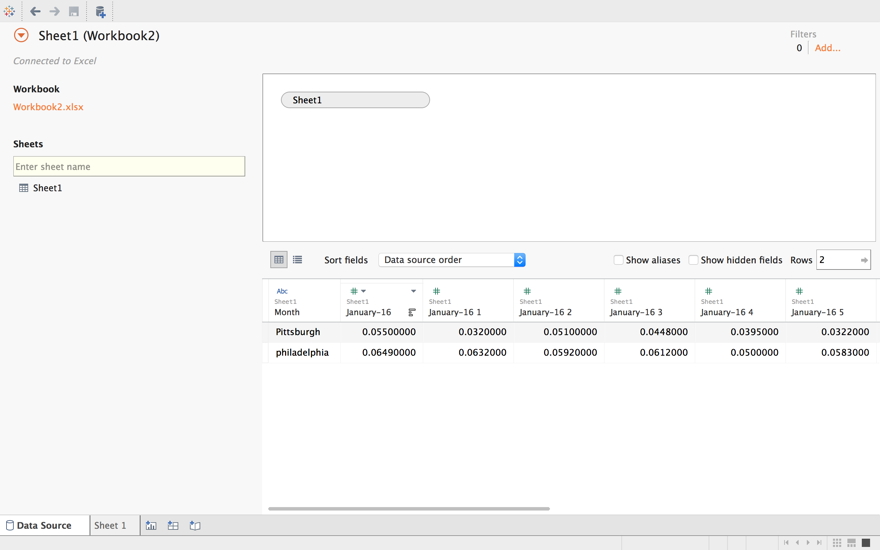 Sheet1 (Workbook2)
Filters
Connected to Excel
0 Add...
Workbook
Workbook2.xlsx
Sheet1
Sheets
Enter sheet name
Sheet1
Sort fields Data source order Show aliases Show hidden fields Rows 2
Abc # # # # # #
Sheet1 Sheet1 Sheet1 Sheet1 Sheet1 Sheet1 Sheet1
Month January-16 January-16 1 January-16 2 January-16 3 January-16 4 January-16 5
Pittsburgh 0.05500000 0.0320000 0.05100000 0.0448000 0.0395000 0.0322000
philadelphia 0.06490000 0.0632000 0.05920000 0.0612000 0.0500000 0.0583000
Data Source Sheet 1